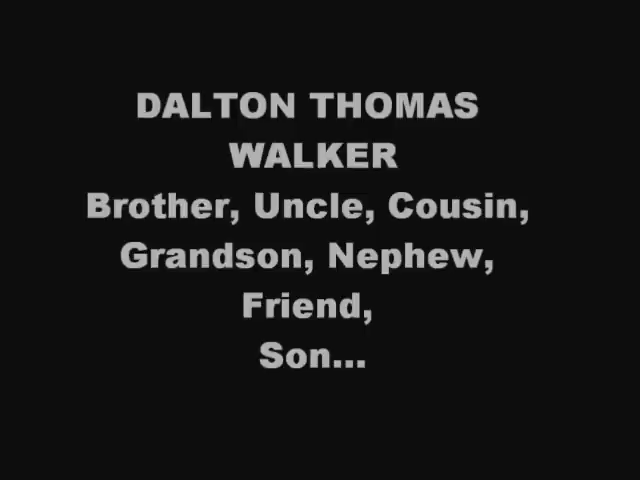 DALTON THOMAS
WALKER
Brother, Uncle, Cousin,
Grandson, Nephew,
Friend,
Son...